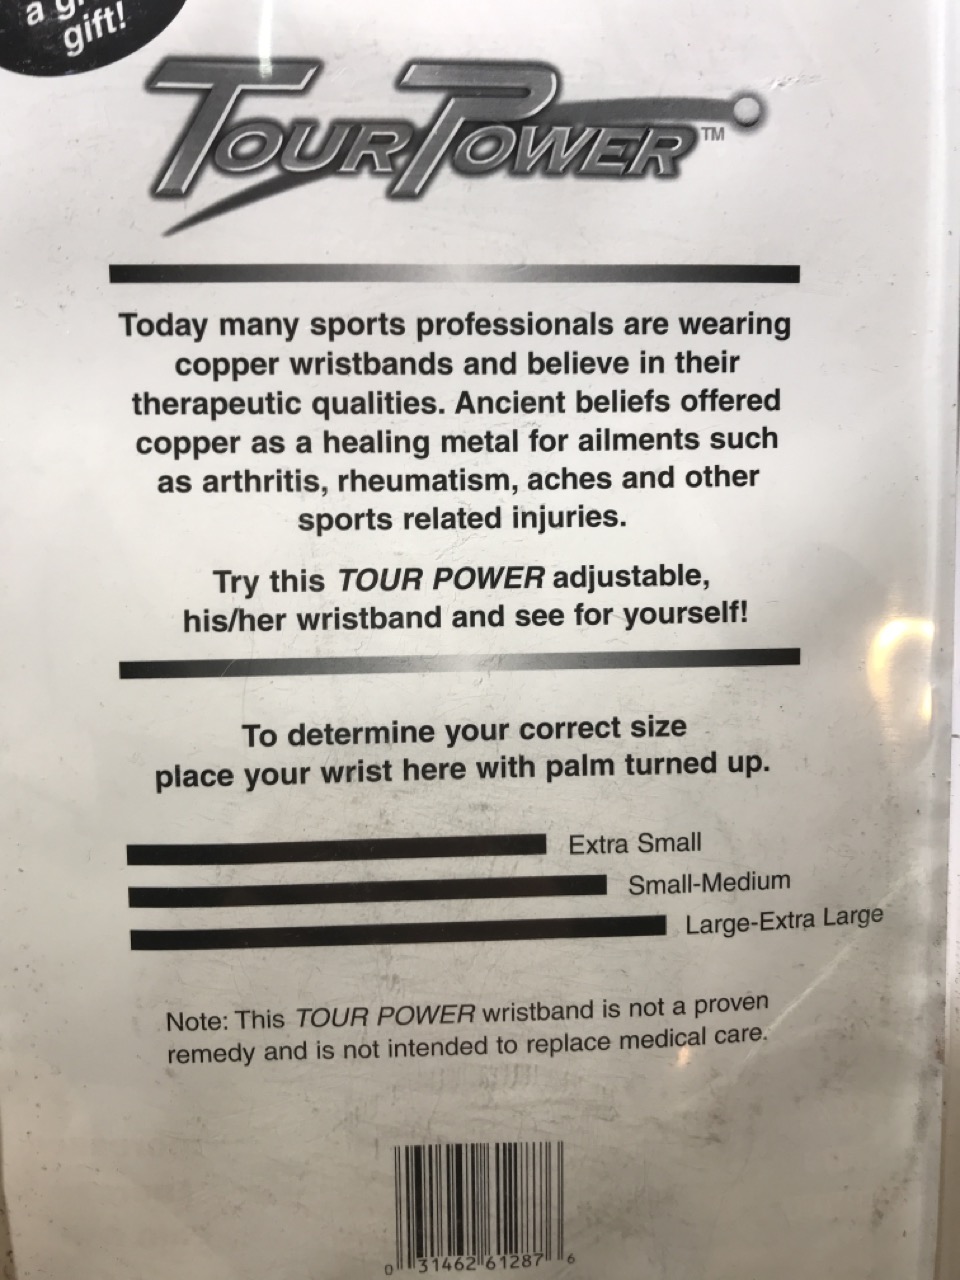 a
gift!
TOUR POWER™
Today many sports professionals are wearing
copper wristbands and believe in their
therapeutic qualities. Ancient beliefs offered
copper as a healing metal for ailments such
as arthritis, rheumatism, aches and other
sports related injuries.
Try this TOUR POWER adjustable,
his/her wristband and see for yourself!
To determine your correct size
place your wrist here with palm turned up.
Extra Small
Small-Medium
Large-Extra Large
Note: This TOUR POWER wristband is not a proven
remedy and is not intended to replace medical care.
0 31462 61287 6